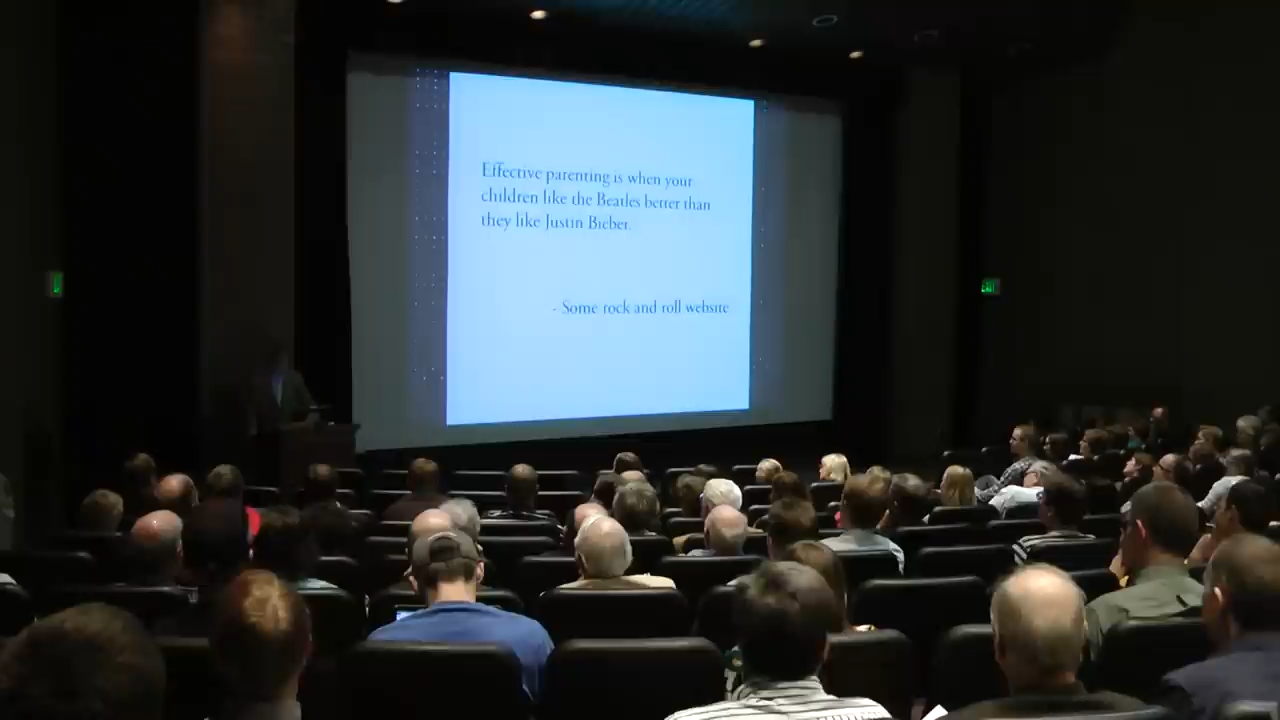 Effective parenting is when your
children like the Beatles better than
they like Justin Bieber.
- Some rock and roll website